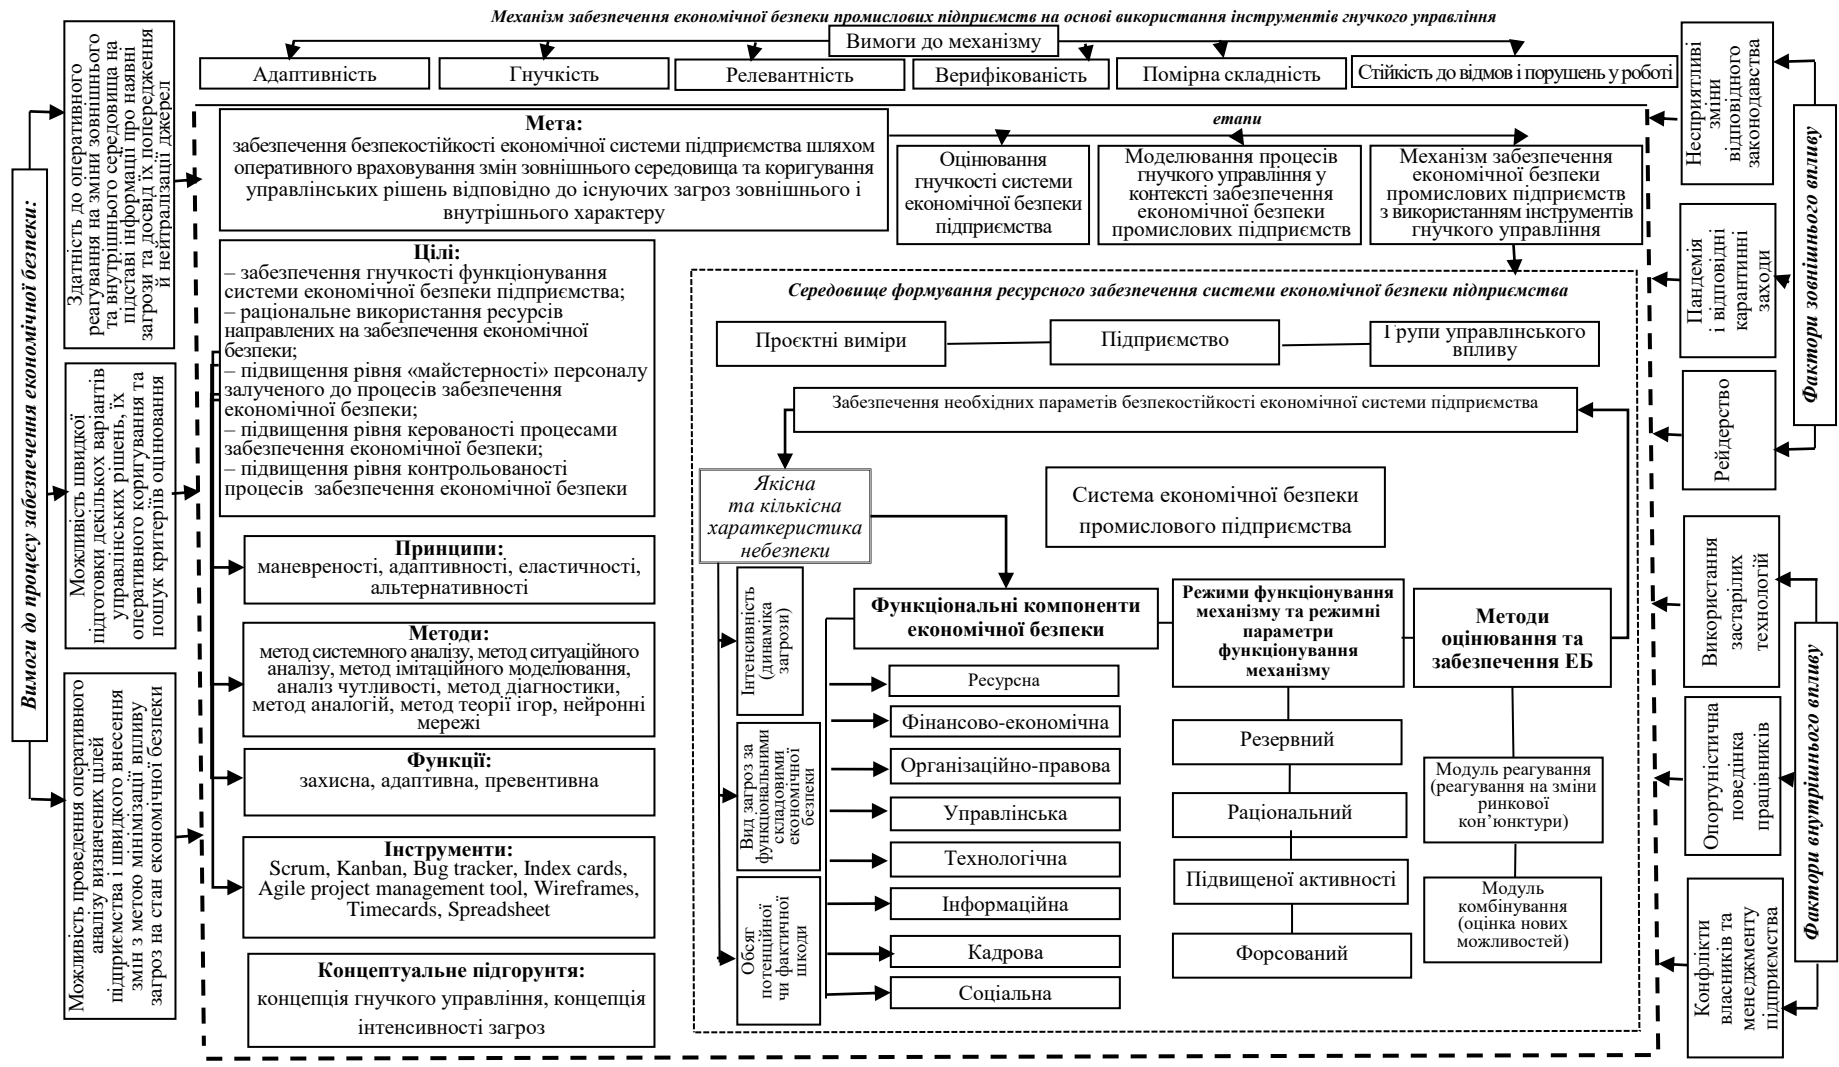 Механізм забезпечення економічної безпеки промислових підприємств на основі використання інструментів гнучкого управління
Вимоги до механізму
Адаптивність
Гнучкість
Релевантність
Верифікованість
Помірна складність
Стійкість до відмов і порушень у роботі
Вимоги до процесу забезпечення економічної безпеки:
Здатність до оперативного
реагування на зміни зовнішнього
та внутрішнього середовища на
підставі інформації про наявні
загрози та досвід їх попередження
й нейтралізації джерел
Можливість швидкої
підготовки декількох варіантів
управлінських рішень, їх
оперативного коригування та
пошук критеріїв оцінювання
Можливість проведення оперативного
аналізу визначених цілей
підприємства і швидкого внесення
змін з метою мінімізації впливу
загроз на стан економічної безпеки
Мета:
забезпечення безпекостійкості економічної системи підприємства шляхом
оперативного враховування змін зовнішнього середовища та коригування
управлінських рішень відповідно до існуючих загроз зовнішнього і
внутрішнього характеру
етапи
Оцінювання
гнучкості системи
економічної безпеки
підприємства
Моделювання процесів
гнучкого управління у
контексті забезпечення
економічної безпеки
промислових підприємств
Механізм забезпечення
економічної безпеки
промислових підприємств
з використанням інструментів
гнучкого управління
Цілі:
– забезпечення гнучкості функціонування
системи економічної безпеки підприємства;
– раціональне використання ресурсів
направлених на забезпечення економічної
безпеки;
– підвищення рівня «майстерності» персоналу
залученого до процесів забезпечення
економічної безпеки;
– підвищення рівня керованості процесами
забезпечення економічної безпеки;
– підвищення рівня контрольованості
процесів забезпечення економічної безпеки
Принципи:
маневреності, адаптивності, еластичності,
альтернативності
Методи:
метод системного аналізу, метод ситуаційного
аналізу, метод імітаційного моделювання,
аналіз чутливості, метод діагностики,
метод аналогій, метод теорії ігор, нейронні
мережі
Функції:
захисна, адаптивна, превентивна
Інструменти:
Scrum, Kanban, Bug tracker, Index cards,
Agile project management tool, Wireframes,
Timecards, Spreadsheet
Концептуальне підгорунтя:
концепція гнучкого управління, концепція
інтенсивності загроз
Середовище формування ресурсного забезпечення системи економічної безпеки підприємства
Проєктні виміри
Підприємство
Групи управлінського
впливу
Забезпечення необхідних параметів безпекостійкості економічної системи підприємства
Якісна
та кількісна
хараткеристика
небезпеки
Система економічної безпеки
промислового підприємства
Інтенсивність
(динаміка
загрози)
Вид загроз за
функціональними
складовими
економічної
безпеки
Обсяг
потенційної
чи фактичної
шкоди
Функціональні компоненти
економічної безпеки
Ресурсна
Фінансово-економічна
Організаційно-правова
Управлінська
Технологічна
Інформаційна
Кадрова
Соціальна
Режими функціонування
механізму та режимні
параметри
функціонування
механізму
Резервний
Раціональний
Підвищеної активності
Форсований
Методи
оцінювання та
забезпечення ЕБ
Модуль реагування
(реагування на зміни
ринкової
кон’юнктури)
Модуль
комбінування
(оцінка нових
можливостей)
Неприятливі
зміни
відповідного
законодавства
Пандемія
і відповідні
карантинні
заходи
Рейдерство
Фактори зовнішнього впливу
Використання
застарілих
технологій
Опортуністична
поведінка
працівників
Конфлікти
власників та
менеджменту
підприємства
Фактори внутрішнього впливу